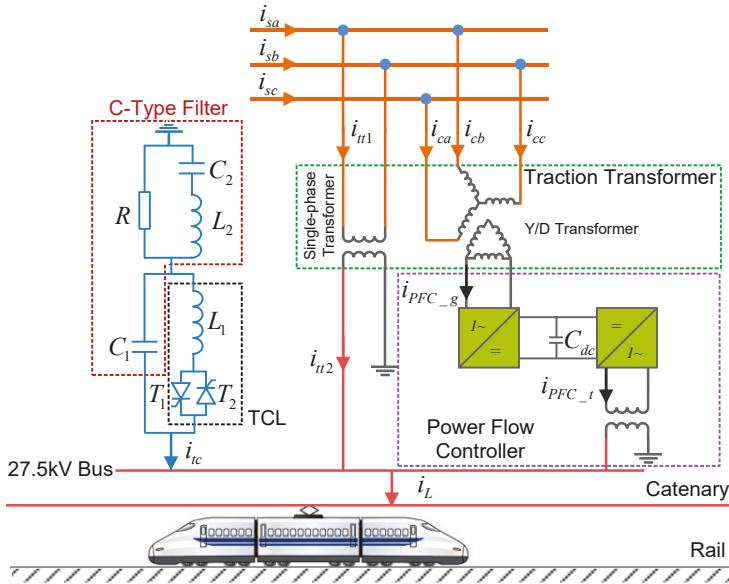 i_sa
i_sb
i_sc
C-Type Filter
i_tt1
i_ca
i_cb
i_cc
C_2
R
L_2
Single-phase
Transformer
Traction Transformer
Y/D Transformer
L_1
C_1
T_1
T_2
TCL
i_tc
i_tt2
i_PFC_g
1~
=
C_dc
=
1~
i_PFC_t
Power Flow
Controller
27.5kV Bus
i_L
Catenary
Rail